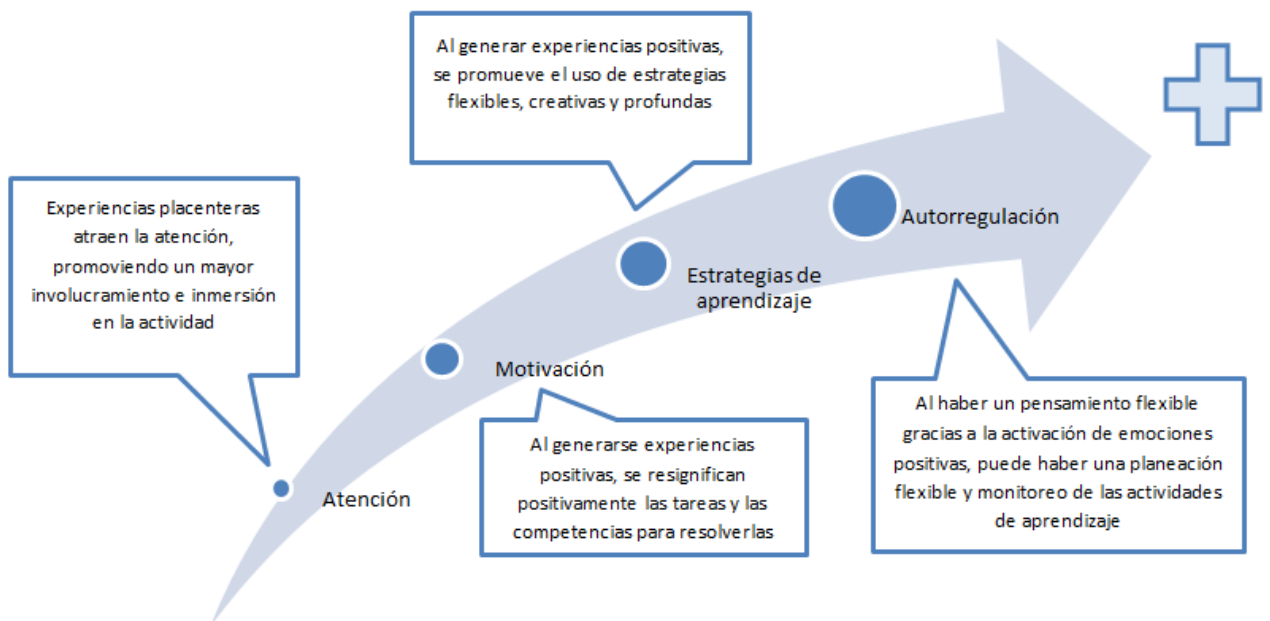 Experiencias placenteras
atraen la atención,
promoviendo un mayor
involucramiento e inmersión
en la actividad
Atención
Motivación
Al generarse experiencias
positivas, se resignifican
positivamente las tareas y las
competencias para resolverlas
Al generar experiencias positivas,
se promueve el uso de estrategias
flexibles, creativas y profundas
Estrategias de
aprendizaje
Autorregulación
Al haber un pensamiento flexible
gracias a la activación de emociones
positivas, puede haber una planeación
flexible y monitoreo de las actividades
de aprendizaje